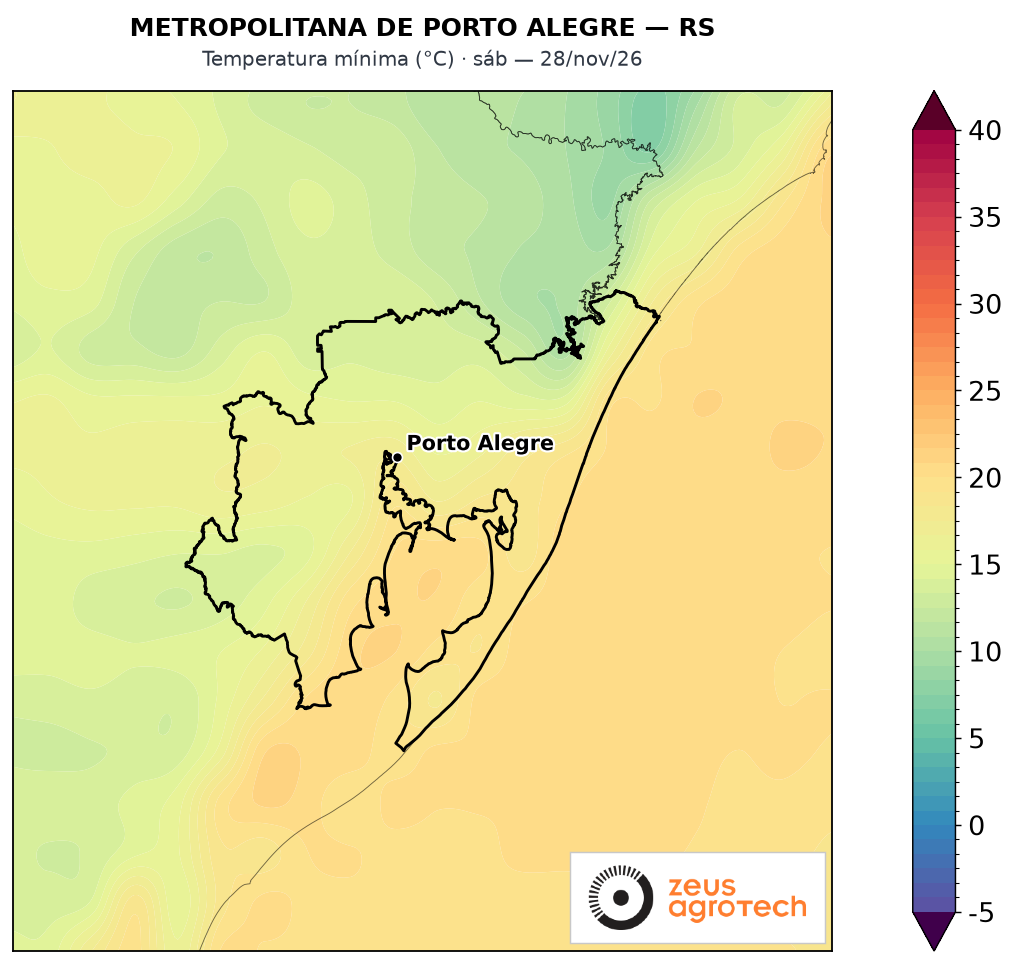 METROPOLITANA DE PORTO ALEGRE — RS
Temperatura mínima (°C) · sáb — 28/nov/26
40
35
30
25
20
15
10
5
0
-5
Porto Alegre
zeus
agrotech